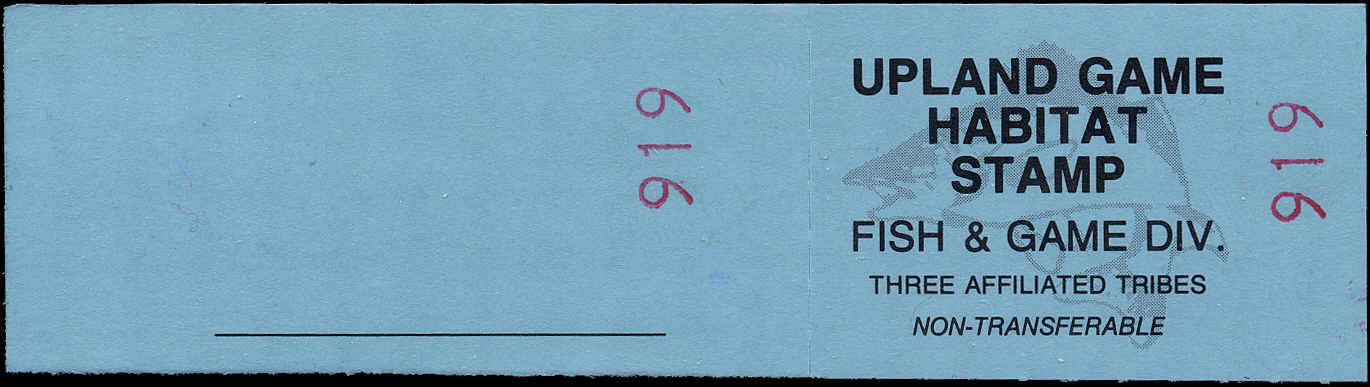 919
UPLAND GAME
HABITAT
STAMP
FISH & GAME DIV.
THREE AFFILIATED TRIBES
NON-TRANSFERABLE
919